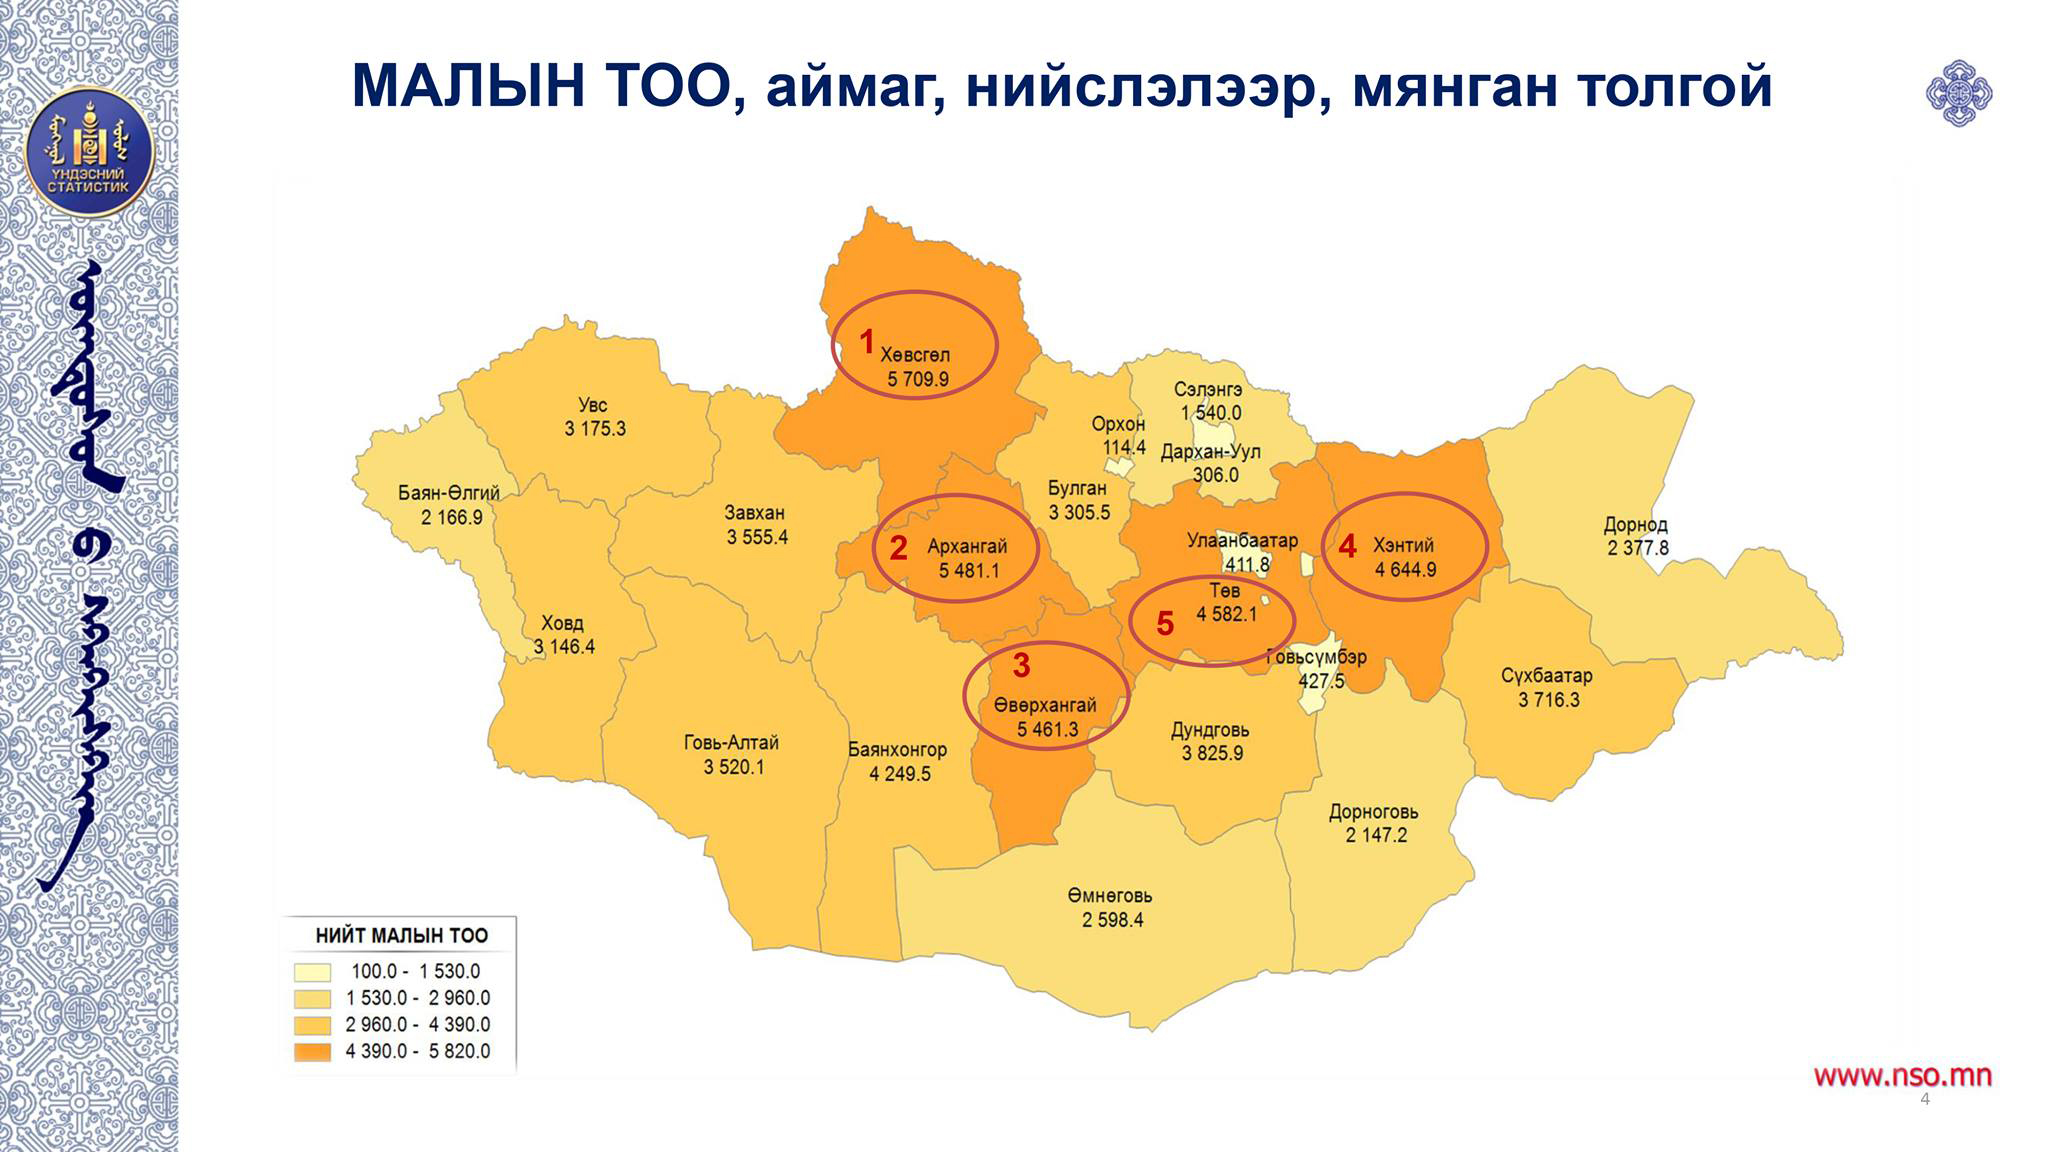 МАЛЫН ТОО, аймаг, нийслэлээр, мянган толгой
ҮНДЭСНИЙ
СТАТИСТИК
1
Хөвсгөл
5 709.9
Увс
3 175.3
Сэлэнгэ
1 540.0
Орхон
114.4
Дархан-Уул
306.0
Баян-Өлгий
2 166.9
Завхан
3 555.4
Булган
3 305.5
2
Архангай
5 481.1
Улаанбаатар
411.8
4
Хэнтий
4 644.9
Дорнод
2 377.8
Ховд
3 146.4
5
Төв
4 582.1
3
Өвөрхангай
5 461.3
Говьсүмбэр
427.5
Сүхбаатар
3 716.3
Говь-Алтай
3 520.1
Баянхонгор
4 249.5
Дундговь
3 825.9
Дорноговь
2 147.2
Өмнөговь
2 598.4
НИЙТ МАЛЫН ТОО
100.0 - 1 530.0
1 530.0 - 2 960.0
2 960.0 - 4 390.0
4 390.0 - 5 820.0
www.nso.mn
4